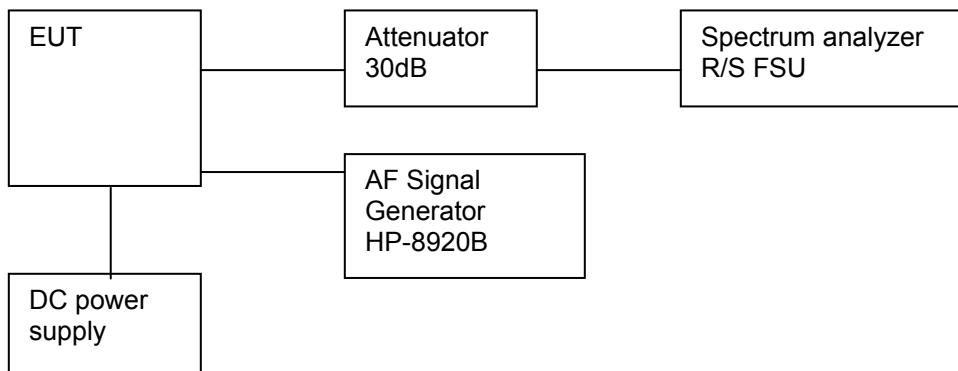 EUT
Attenuator
30dB
Spectrum analyzer
R/S FSU
AF Signal
Generator
HP-8920B
DC power
supply